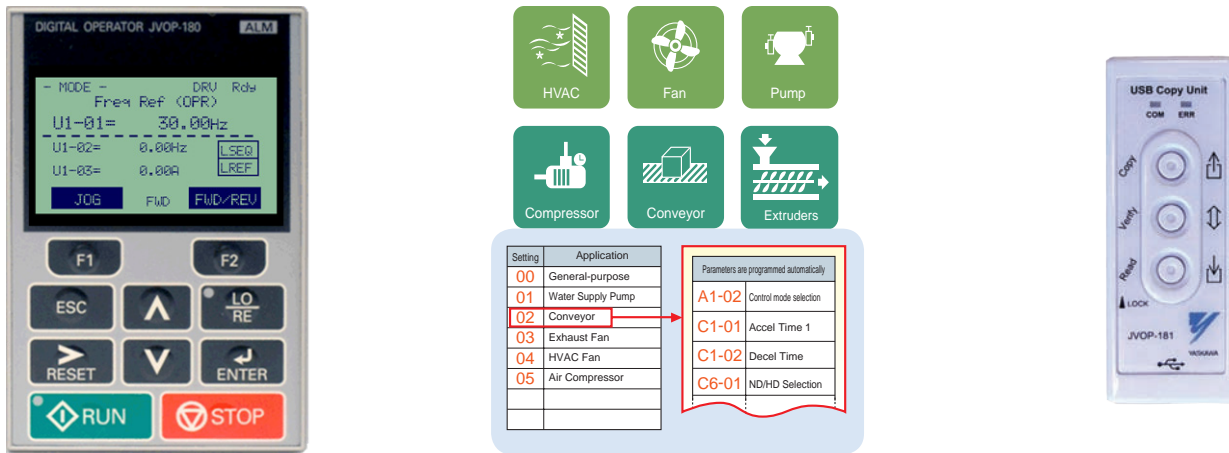 DIGITAL OPERATOR JVOP-180 ALM
- MODE - DRV Rdy
Freq Ref (OPR)
U1-01= 30.00Hz
U1-02= 0.00Hz LSEQ
U1-03= 0.00A LREF
JOG FWD FWD/REV
F1 F2
ESC LO
RE
RESET ENTER
RUN STOP
HVAC Fan Pump
Compressor Conveyor Extruders
Setting Application
00 General-purpose
01 Water Supply Pump
02 Conveyor
03 Exhaust Fan
04 HVAC Fan
05 Air Compressor
Parameters are programmed automatically
A1-02 Control mode selection
C1-01 Accel Time 1
C1-02 Decel Time
C6-01 ND/HD Selection
USB Copy Unit
COM ERR
Copy
Verify
Read
LOCK
JVOP-181
YASKAWA